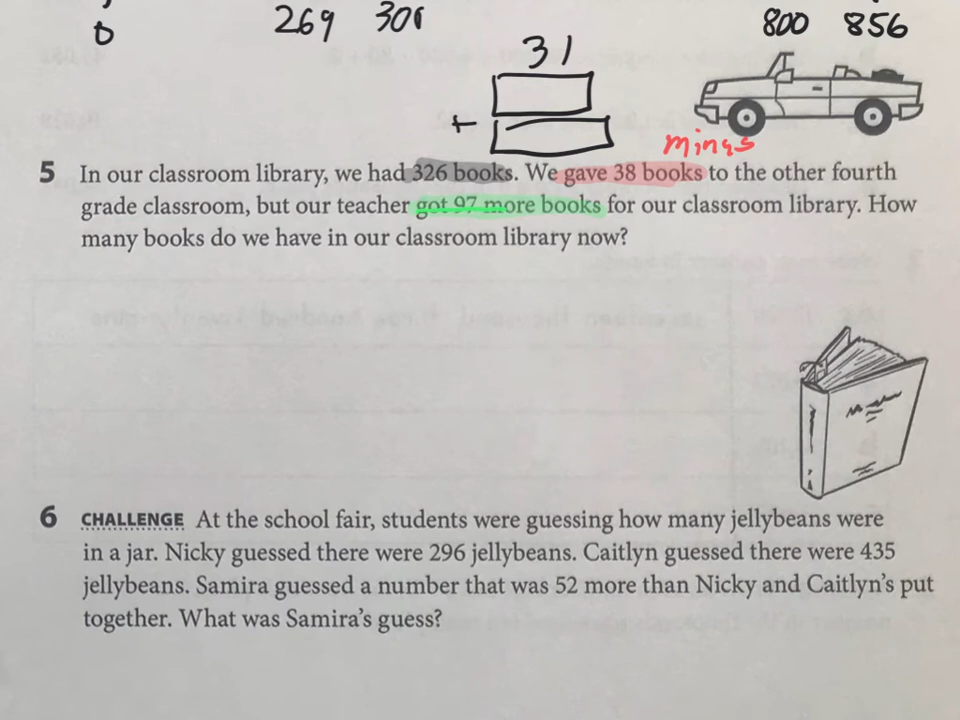 0 269 306 800 856
31
+
mings
5 In our classroom library, we had 326 books. We gave 38 books to the other fourth
grade classroom, but our teacher got 97 more books for our classroom library. How
many books do we have in our classroom library now?
6 CHALLENGE At the school fair, students were guessing how many jellybeans were
in a jar. Nicky guessed there were 296 jellybeans. Caitlyn guessed there were 435
jellybeans. Samira guessed a number that was 52 more than Nicky and Caitlyn's put
together. What was Samira's guess?